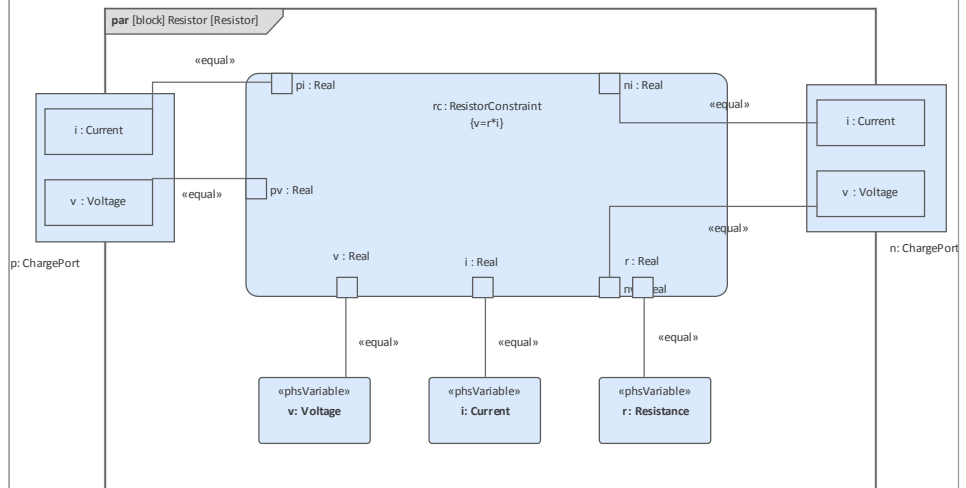 par [block] Resistor [Resistor]
«equal»
pi : Real
ni : Real
rc : ResistorConstraint
{v=r*i}
«equal»
i : Current
i : Current
v : Voltage
«equal»
pv : Real
v : Voltage
«equal»
p: ChargePort
n: ChargePort
v : Real
i : Real
r : Real
«equal»
«equal»
«equal»
«phsVariable»
v: Voltage
«phsVariable»
i: Current
«phsVariable»
r: Resistance